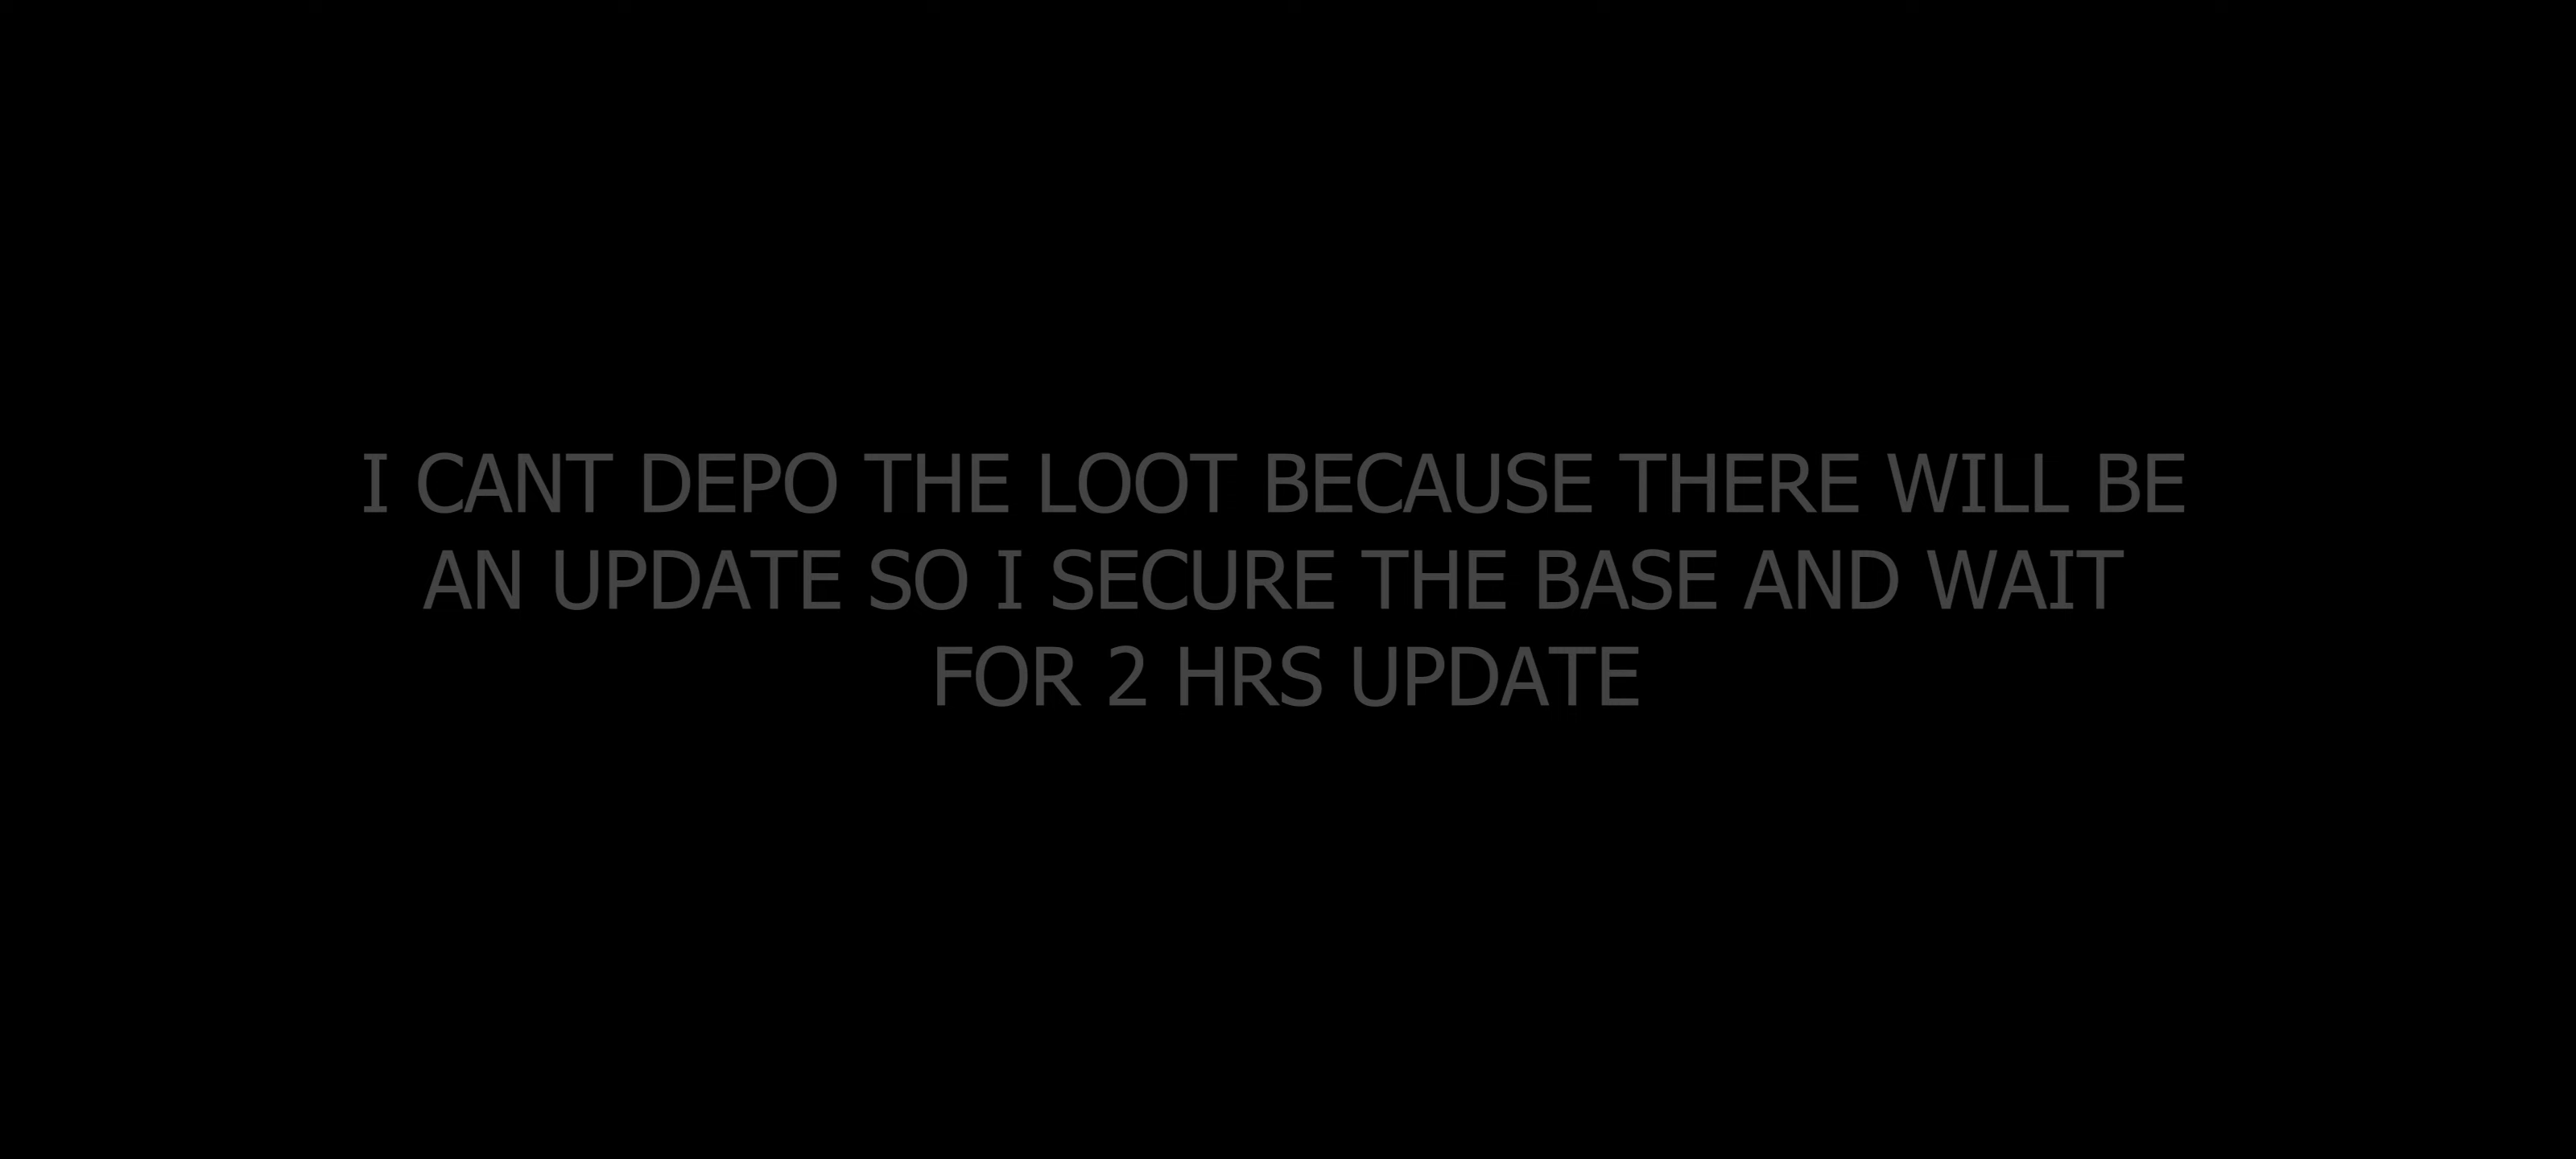 I CANT DEPO THE LOOT BECAUSE THERE WILL BE
AN UPDATE SO I SECURE THE BASE AND WAIT
FOR 2 HRS UPDATE